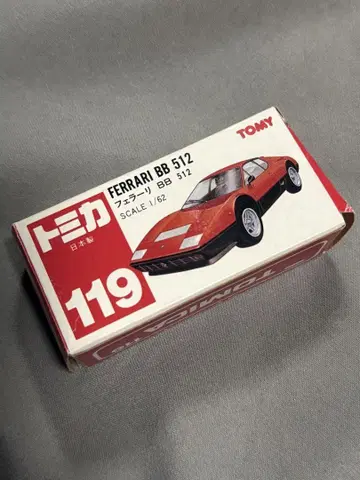 FERRARI BB 512
フェラーリ BB 512
SCALE 1/62
TOMY
トミカ
日本製
119
TOMICA 119